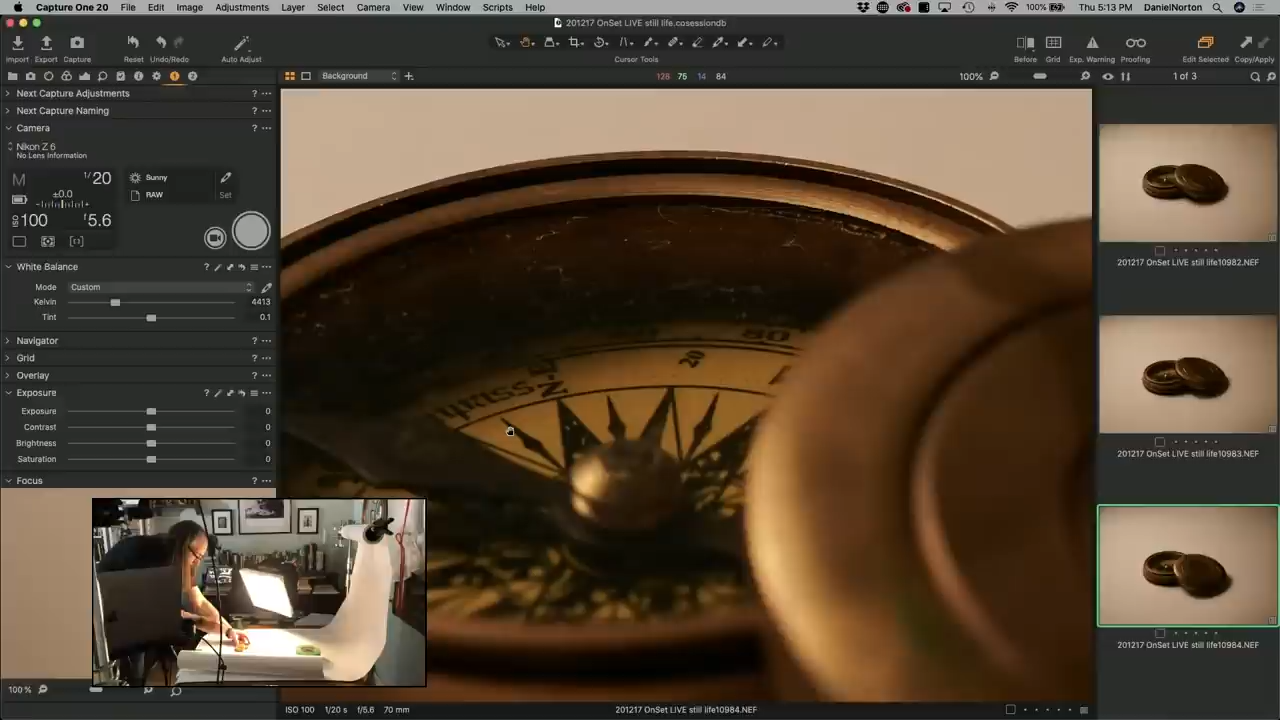 Capture One 20 File Edit Image Adjustments Layer Select Camera View Window Scripts Help 100% Thu 5:13 PM DanielNorton
201217 OnSet LIVE still life.cosessiondb
Import Export Capture Reset Undo/Redo Auto Adjust Cursor Tools Before Grid Exp. Warning Proofing Edit Selected Copy/Apply
Background 128 75 14 84 100% 1 of 3
Next Capture Adjustments
Next Capture Naming
Camera
Nikon Z 6
No Lens Information
M 1/20 Sunny
±0.0 RAW Set
ISO 100 f5.6
White Balance
Mode Custom
Kelvin 4413
Tint 0.1
Navigator
Grid
Overlay
Exposure
Exposure 0
Contrast 0
Brightness 0
Saturation 0
Focus
100%
80
20
N-E
201217 OnSet LIVE still life10982.NEF
201217 OnSet LIVE still life10983.NEF
201217 OnSet LIVE still life10984.NEF
ISO 100 1/20 s f/5.6 70 mm 201217 OnSet LIVE still life10984.NEF